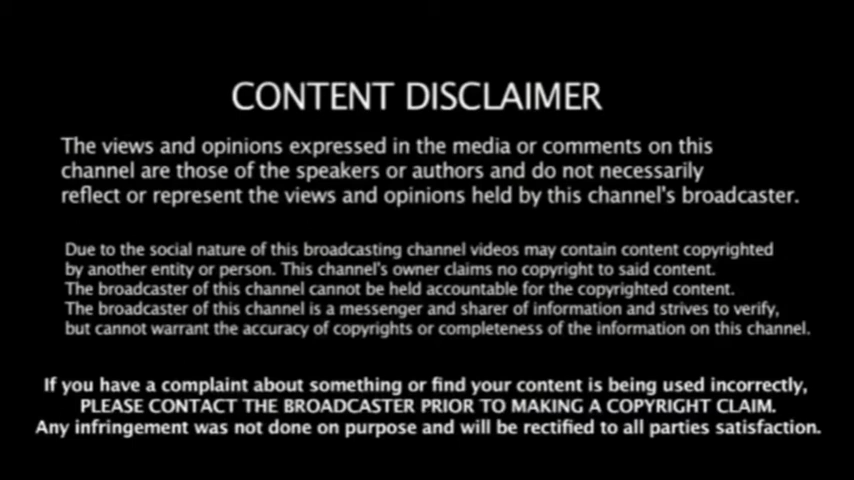 CONTENT DISCLAIMER
The views and opinions expressed in the media or comments on this
channel are those of the speakers or authors and do not necessarily
reflect or represent the views and opinions held by this channel's broadcaster.
Due to the social nature of this broadcasting channel videos may contain content copyrighted
by another entity or person. This channel's owner claims no copyright to said content.
The broadcaster of this channel cannot be held accountable for the copyrighted content.
The broadcaster of this channel is a messenger and sharer of information and strives to verify,
but cannot warrant the accuracy of copyrights or completeness of the information on this channel.
If you have a complaint about something or find your content is being used incorrectly,
PLEASE CONTACT THE BROADCASTER PRIOR TO MAKING A COPYRIGHT CLAIM.
Any infringement was not done on purpose and will be rectified to all parties satisfaction.